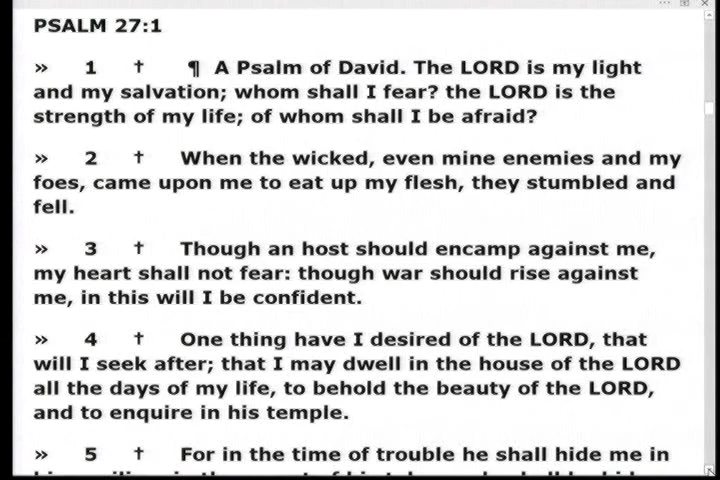 PSALM 27:1
» 1 † ¶ A Psalm of David. The LORD is my light
and my salvation; whom shall I fear? the LORD is the
strength of my life; of whom shall I be afraid?
» 2 † When the wicked, even mine enemies and my
foes, came upon me to eat up my flesh, they stumbled and
fell.
» 3 † Though an host should encamp against me,
my heart shall not fear: though war should rise against
me, in this will I be confident.
» 4 † One thing have I desired of the LORD, that
will I seek after; that I may dwell in the house of the LORD
all the days of my life, to behold the beauty of the LORD,
and to enquire in his temple.
» 5 † For in the time of trouble he shall hide me in